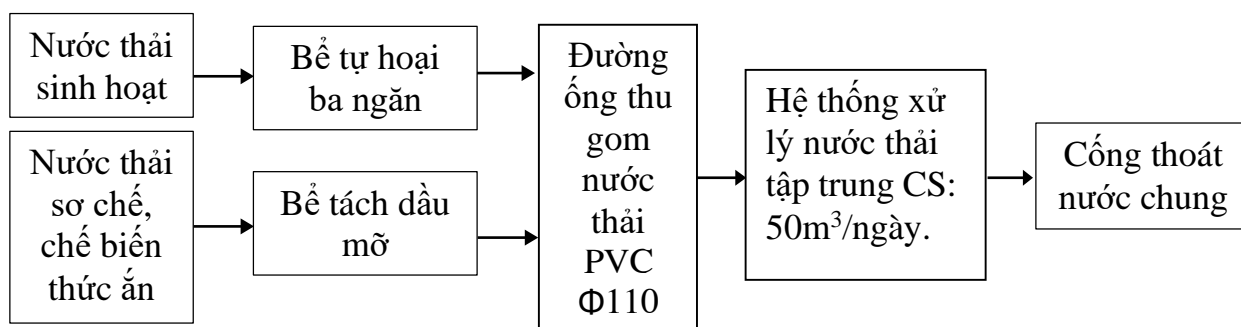 Nước thải
sinh hoạt
Bể tự hoại
ba ngăn
Nước thải
sơ chế,
chế biến
thức ắn
Bể tách dầu
mỡ
Đường
ống thu
gom
nước
thải
PVC
Φ110
Hệ thống xử
lý nước thải
tập trung CS:
50m³/ngày.
Cống thoát
nước chung